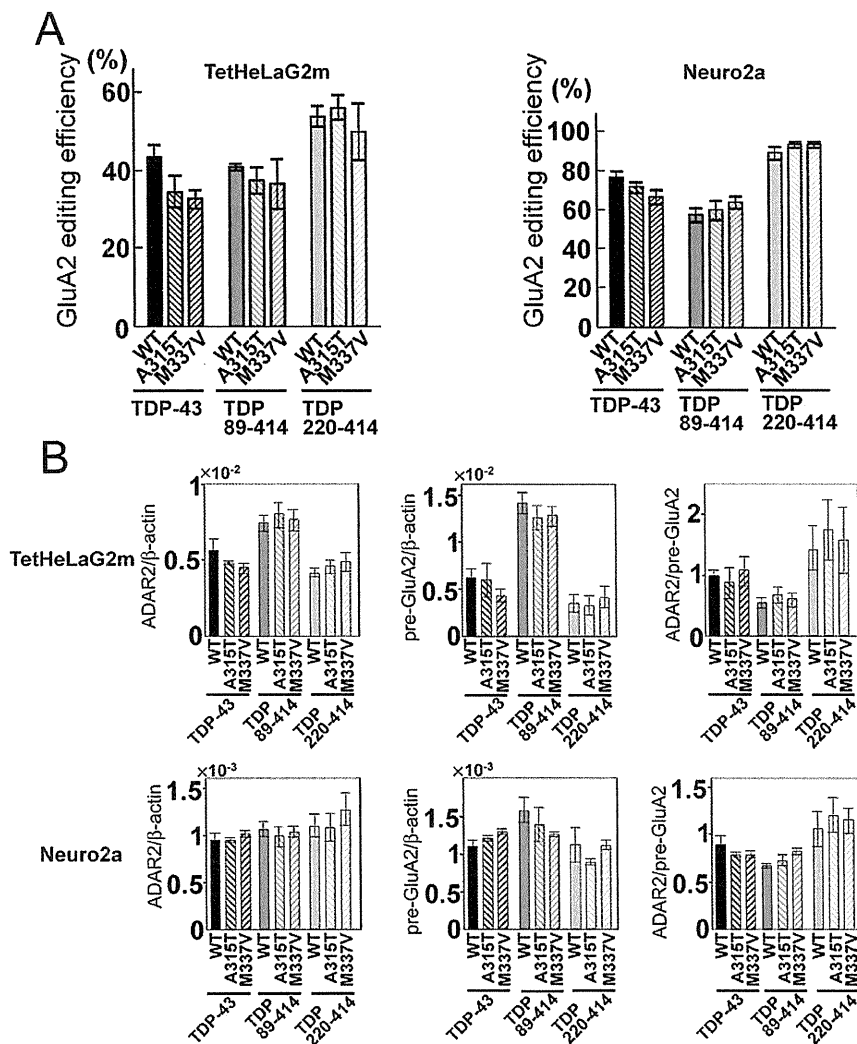 A
(%)
TetHeLaG2m
GluA2 editing efficiency
60
40
20
0
WT
A315T
M337V
WT
A315T
M337V
WT
A315T
M337V
TDP-43
TDP
89-414
TDP
220-414
(%)
Neuro2a
GluA2 editing efficiency
100
80
60
40
20
0
WT
A315T
M337V
WT
A315T
M337V
WT
A315T
M337V
TDP-43
TDP
89-414
TDP
220-414
B
TetHeLaG2m
×10-2
ADAR2/β-actin
1
0.5
0
WT
A315T
M337V
WT
A315T
M337V
WT
A315T
M337V
TDP-43
TDP
89-414
TDP
220-414
×10-2
pre-GluA2/β-actin
1.5
1
0.5
0
WT
A315T
M337V
WT
A315T
M337V
WT
A315T
M337V
TDP-43
TDP
89-414
TDP
220-414
ADAR2/pre-GluA2
2
1
0
WT
A315T
M337V
WT
A315T
M337V
WT
A315T
M337V
TDP-43
TDP
89-414
TDP
220-414
Neuro2a
×10-3
ADAR2/β-actin
1.5
1
0.5
0
WT
A315T
M337V
WT
A315T
M337V
WT
A315T
M337V
TDP-43
TDP
89-414
TDP
220-414
×10-3
pre-GluA2/β-actin
1.5
1
0.5
0
WT
A315T
M337V
WT
A315T
M337V
WT
A315T
M337V
TDP-43
TDP
89-414
TDP
220-414
ADAR2/pre-GluA2
1.5
1
0.5
0
WT
A315T
M337V
WT
A315T
M337V
WT
A315T
M337V
TDP-43
TDP
89-414
TDP
220-414